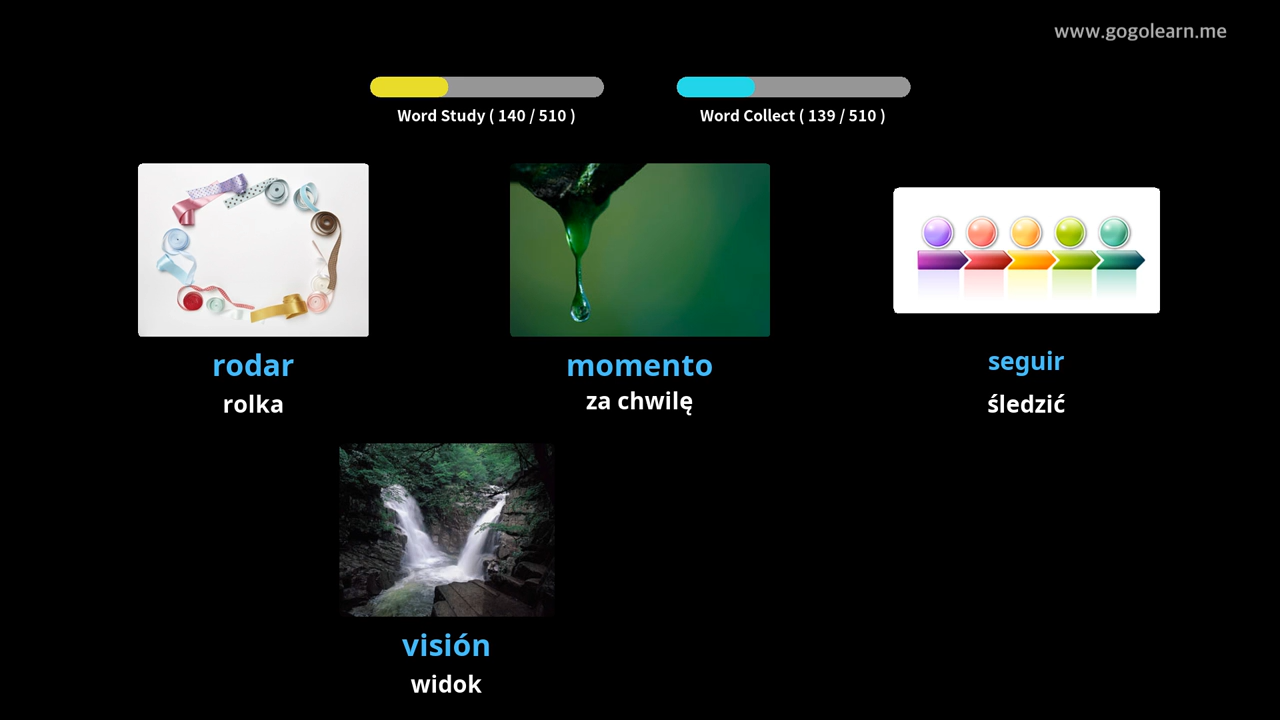 www.gogolearn.me
Word Study ( 140 / 510 )
Word Collect ( 139 / 510 )
rodar
rolka
momento
za chwilę
seguir
śledzić
visión
widok